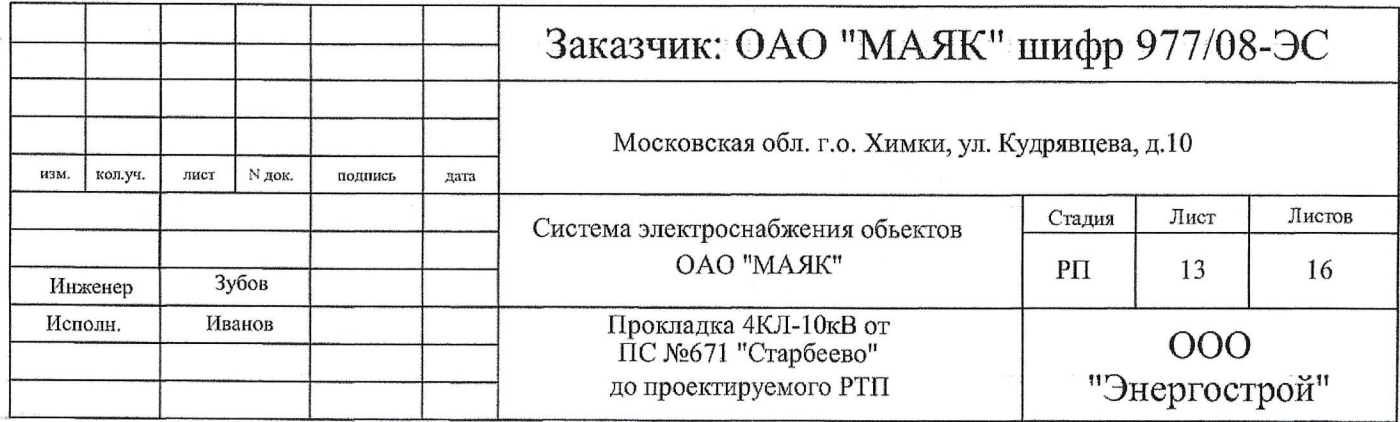 Заказчик: ОАО "МАЯК" шифр 977/08-ЭС
Московская обл. г.о. Химки, ул. Кудрявцева, д.10
изм. кол.уч. лист N док. подпись дата
Система электроснабжения обьектов
ОАО "МАЯК"
Стадия Лист Листов
РП 13 16
Инженер Зубов
Исполн. Иванов
Прокладка 4КЛ-10кВ от
ПС №671 "Старбеево"
до проектируемого РТП
ООО
"Энергострой"